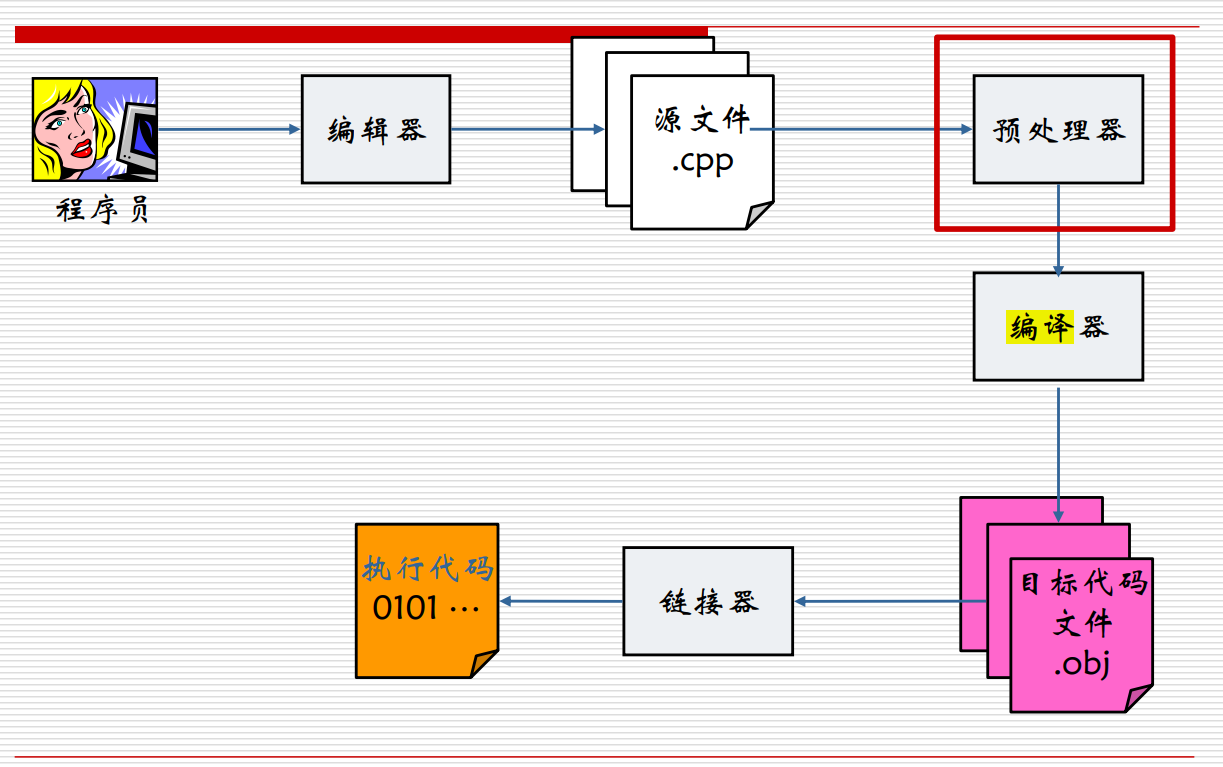 程序员
编辑器
源文件
.cpp
预处理器
编译器
目标代码
文件
.obj
链接器
执行代码
0101 …